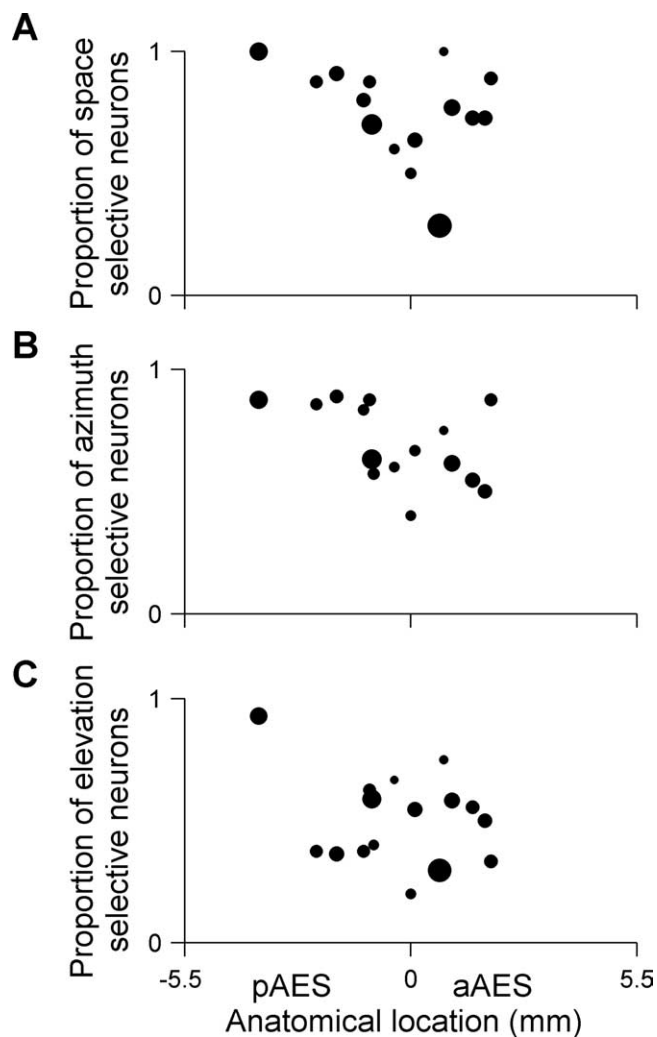 A
Proportion of space
selective neurons
1
0
B
Proportion of azimuth
selective neurons
1
0
C
Proportion of elevation
selective neurons
1
0
-5.5
0
5.5
pAES
aAES
Anatomical location (mm)